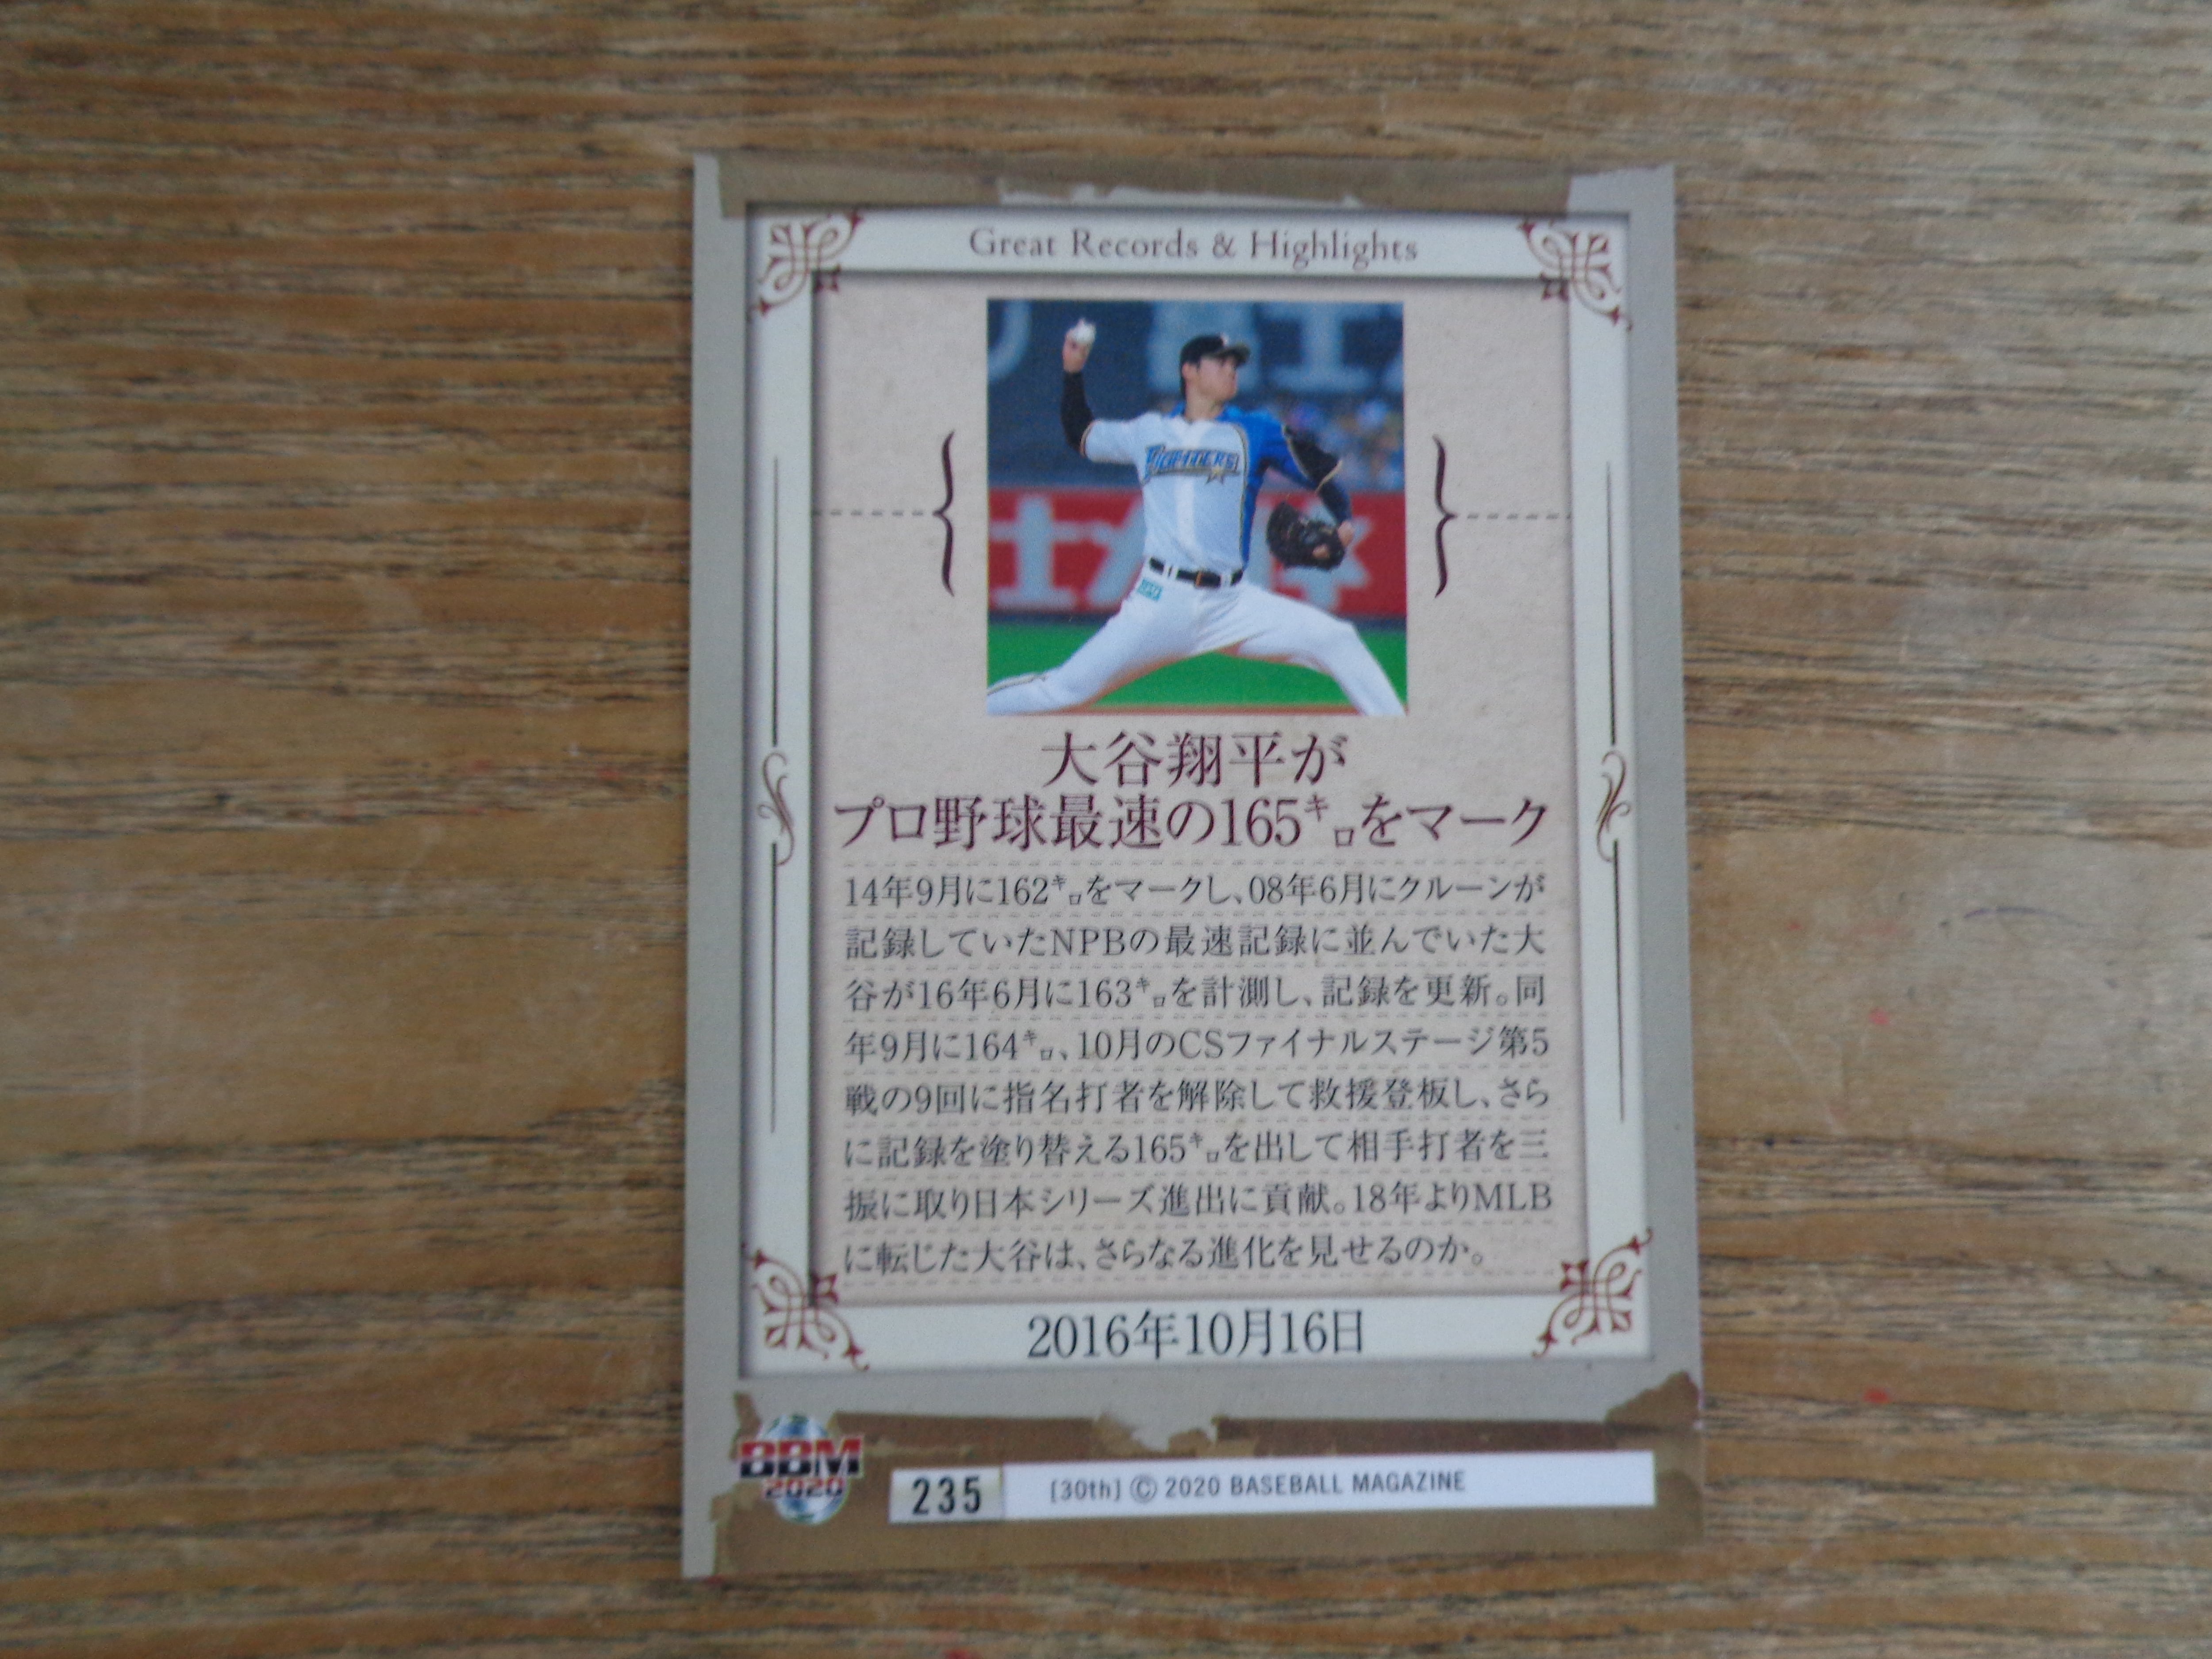 Great Records & Highlights
FIGHTERS
大谷翔平が
プロ野球最速の165㌔をマーク
14年9月に162㌔をマークし、08年6月にクルーンが
記録していたNPBの最速記録に並んでいた大
谷が16年6月に163㌔を計測し、記録を更新。同
年9月に164㌔、10月のCSファイナルステージ第5
戦の9回に指名打者を解除して救援登板し、さら
に記録を塗り替える165㌔を出して相手打者を三
振に取り日本シリーズ進出に貢献。18年よりMLB
に転じた大谷は、さらなる進化を見せるのか。
2016年10月16日
BBM
2020
235
[30th] © 2020 BASEBALL MAGAZINE